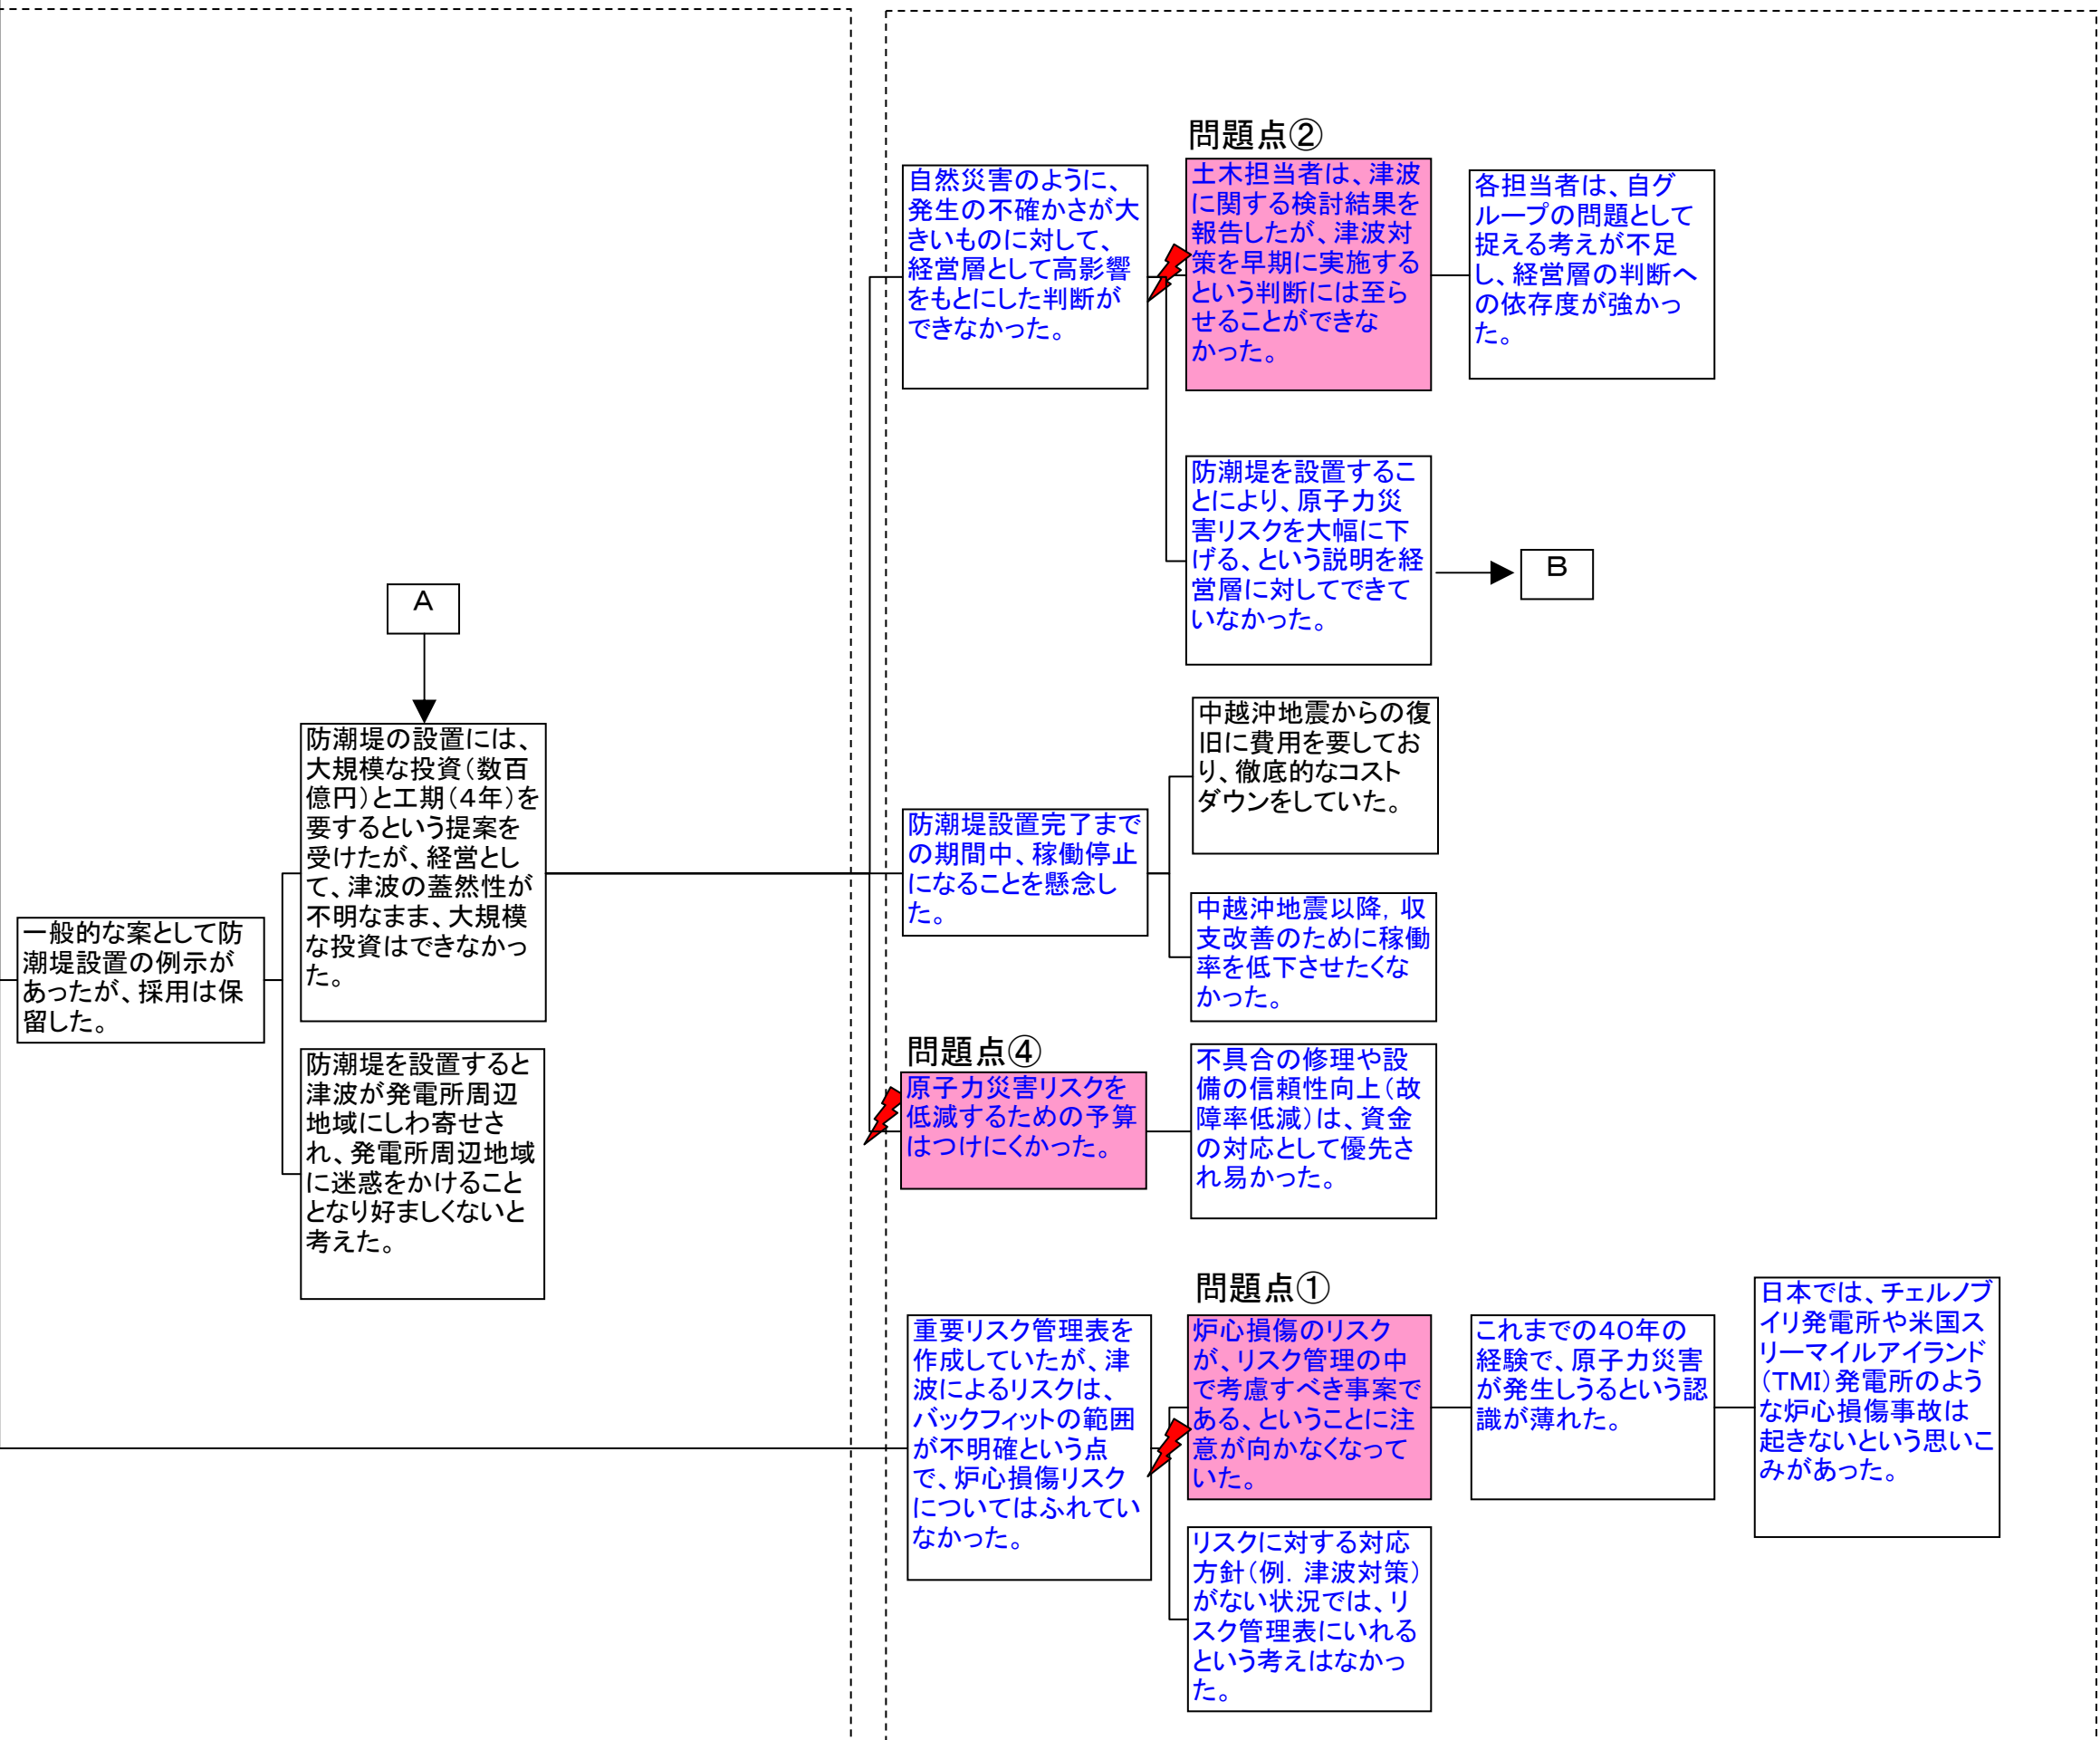 一般的な案として防
潮堤設置の例示が
あったが、採用は保
留した。
A
防潮堤の設置には、
大規模な投資（数百
億円）と工期（4年）を
要するという提案を
受けたが、経営とし
て、津波の蓋然性が
不明なまま、大規模
な投資はできなかっ
た。
防潮堤を設置すると
津波が発電所周辺
地域にしわ寄せさ
れ、発電所周辺地域
に迷惑をかけること
となり好ましくないと
考えた。
自然災害のように、
発生の不確かさが大
きいものに対して、
経営層として高影響
をもとにした判断が
できなかった。
問題点②
土木担当者は、津波
に関する検討結果を
報告したが、津波対
策を早期に実施する
という判断には至ら
せることができな
かった。
各担当者は、自グ
ループの問題として
捉える考えが不足
し、経営層の判断へ
の依存度が強かっ
た。
防潮堤を設置するこ
とにより、原子力災
害リスクを大幅に下
げる、という説明を経
営層に対してできて
いなかった。
B
防潮堤設置完了まで
の期間中、稼働停止
になることを懸念し
た。
中越沖地震からの復
旧に費用を要してお
り、徹底的なコスト
ダウンをしていた。
中越沖地震以降，収
支改善のために稼働
率を低下させたくな
かった。
問題点④
原子力災害リスクを
低減するための予算
はつけにくかった。
不具合の修理や設
備の信頼性向上（故
障率低減）は、資金
の対応として優先さ
れ易かった。
重要リスク管理表を
作成していたが、津
波によるリスクは、
バックフィットの範囲
が不明確という点
で、炉心損傷リスク
についてはふれてい
なかった。
問題点①
炉心損傷のリスク
が、リスク管理の中
で考慮すべき事案で
ある、ということに注
意が向かなくなって
いた。
これまでの４０年の
経験で、原子力災害
が発生しうるという認
識が薄れた。
日本では、チェルノブ
イリ発電所や米国ス
リーマイルアイランド
（TMI）発電所のよう
な炉心損傷事故は
起きないという思いこ
みがあった。
リスクに対する対応
方針（例．津波対策）
がない状況では、リ
スク管理表にいれる
という考えはなかっ
た。